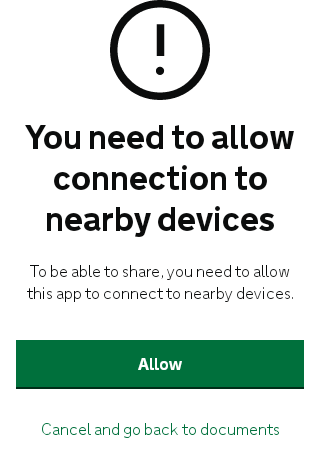 You need to allow
connection to
nearby devices
To be able to share, you need to allow
this app to connect to nearby devices.
Allow
Cancel and go back to documents